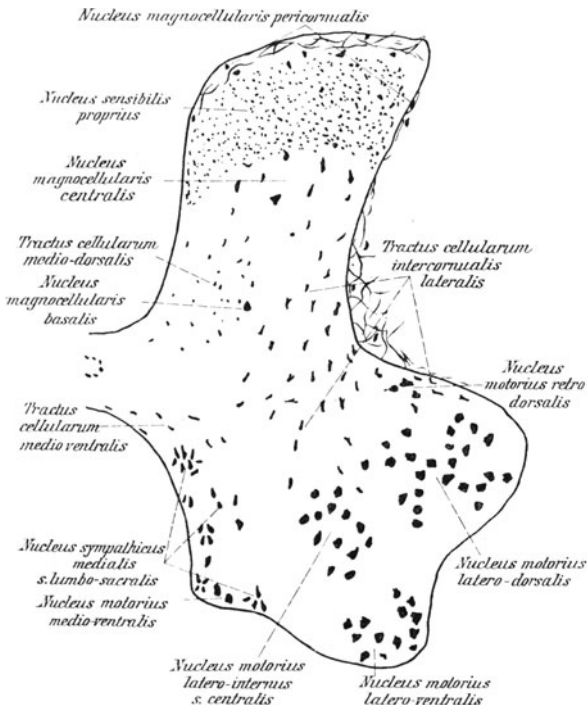 Nucleus magnocellularis pericornualis
Nucleus sensibilis
proprius
Nucleus
magnocellularis
centralis
Tractus cellularum
medio-dorsalis
Nucleus
magnocellularis
basalis
Tractus cellularum
intercornualis
lateralis
Nucleus
motorius retro
dorsalis
Tractus
cellularum
medio ventralis
Nucleus sympathicus
medialis
s. lumbo-sacralis
Nucleus motorius
medio-ventralis
Nucleus motorius
latero-dorsalis
Nucleus motorius
latero-internus
s. centralis
Nucleus motorius
latero-ventralis